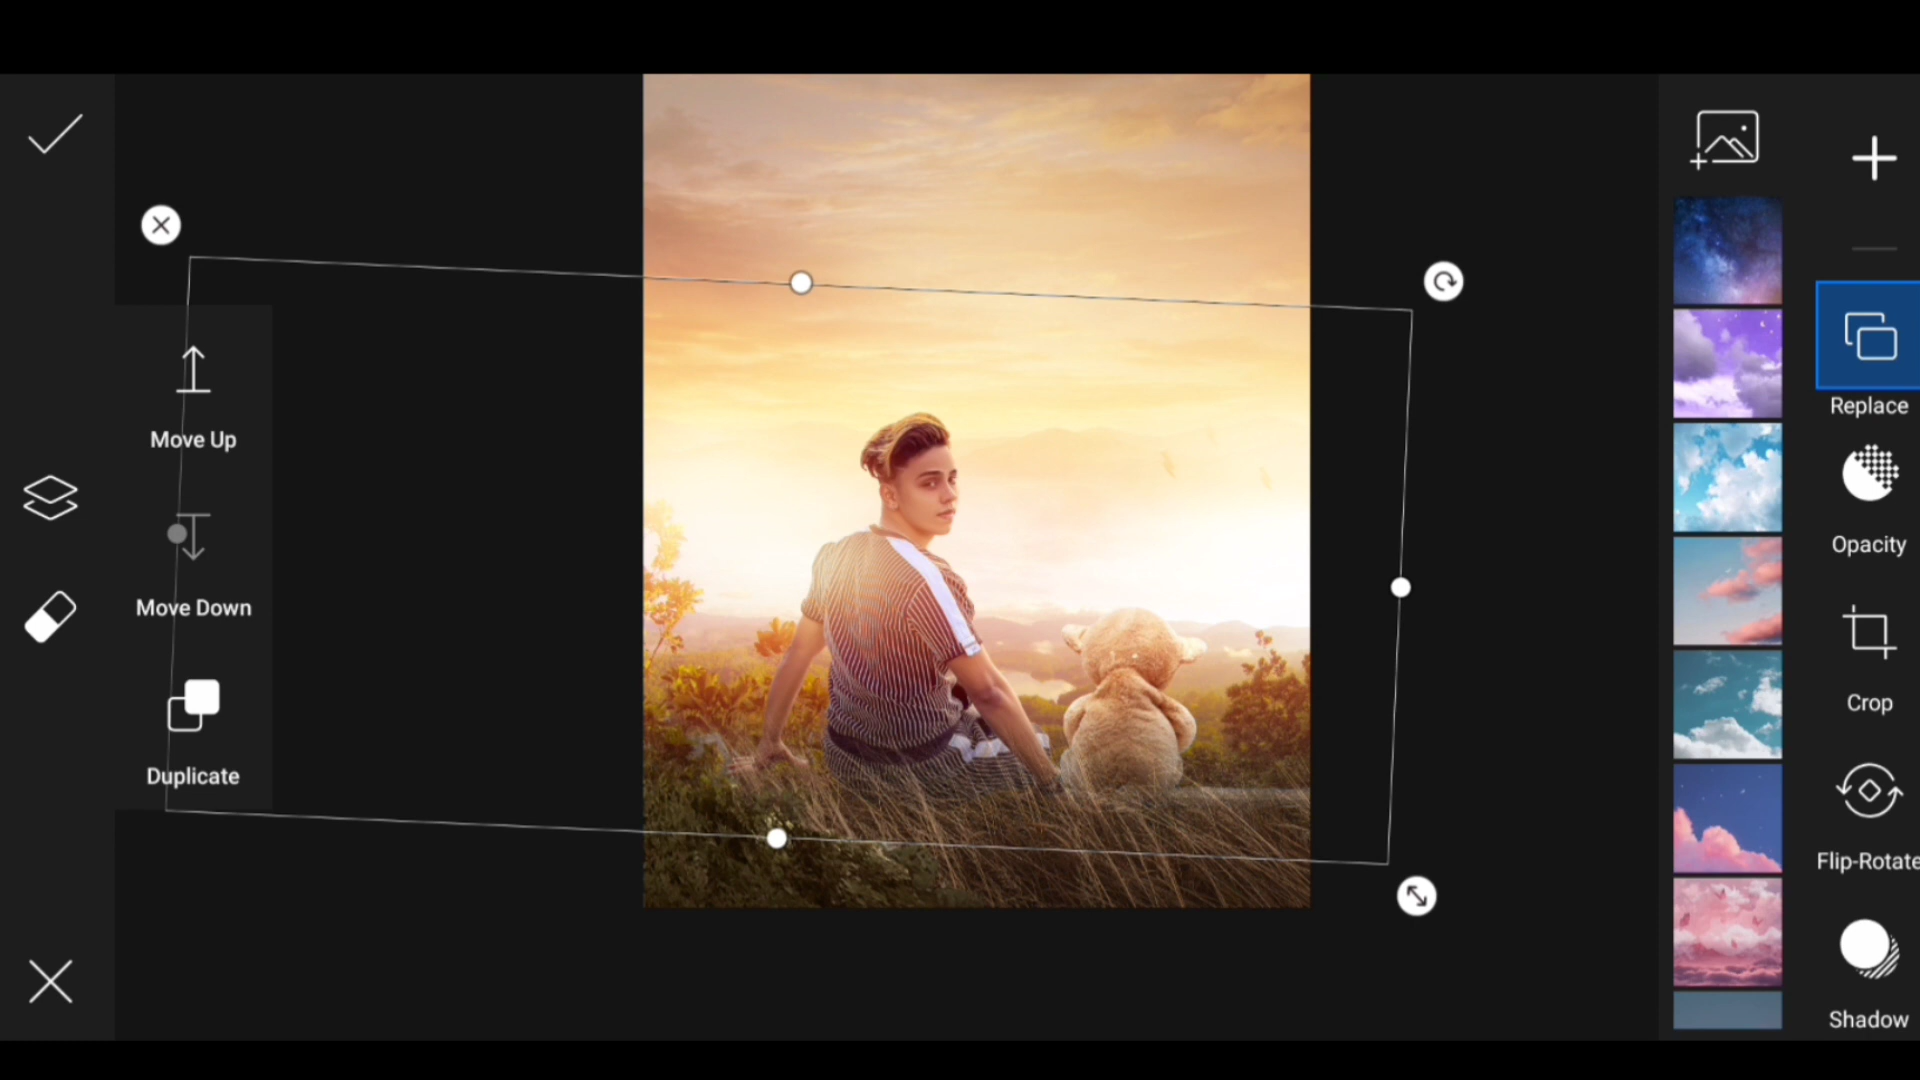 Move Up
Move Down
Duplicate
Replace
Opacity
Crop
Flip-Rotate
Shadow